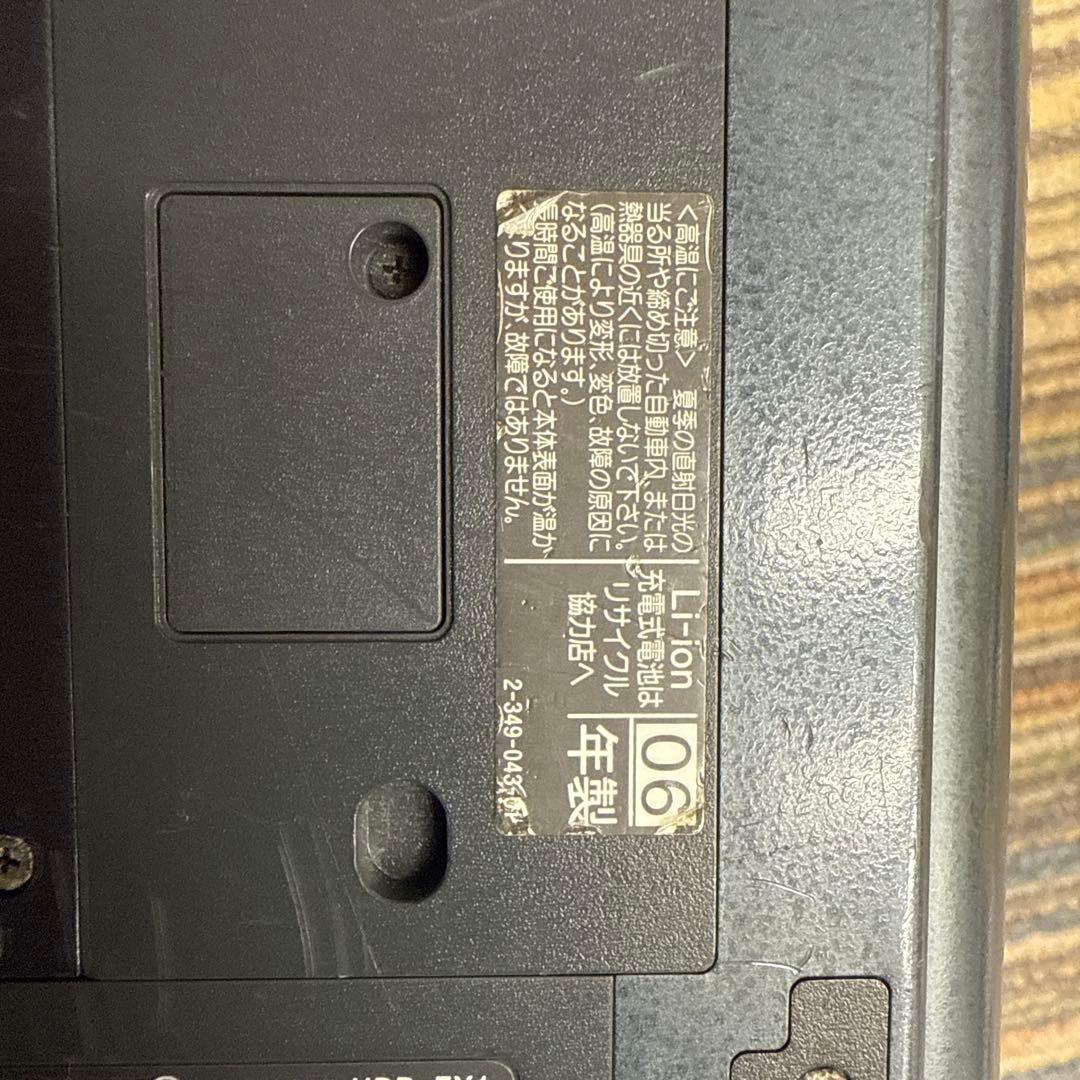 <高温にご注意> 夏季の直射日光の
当る所や締め切った自動車内、または
熱器具の近くには放置しないで下さい。
(高温により変形、変色、故障の原因に
なることがあります。)
長時間ご使用になると本体表面が温か
りますが、故障ではありません。
Li-ion
充電式電池は
リサイクル
協力店へ
06
年製
2-349-043-01